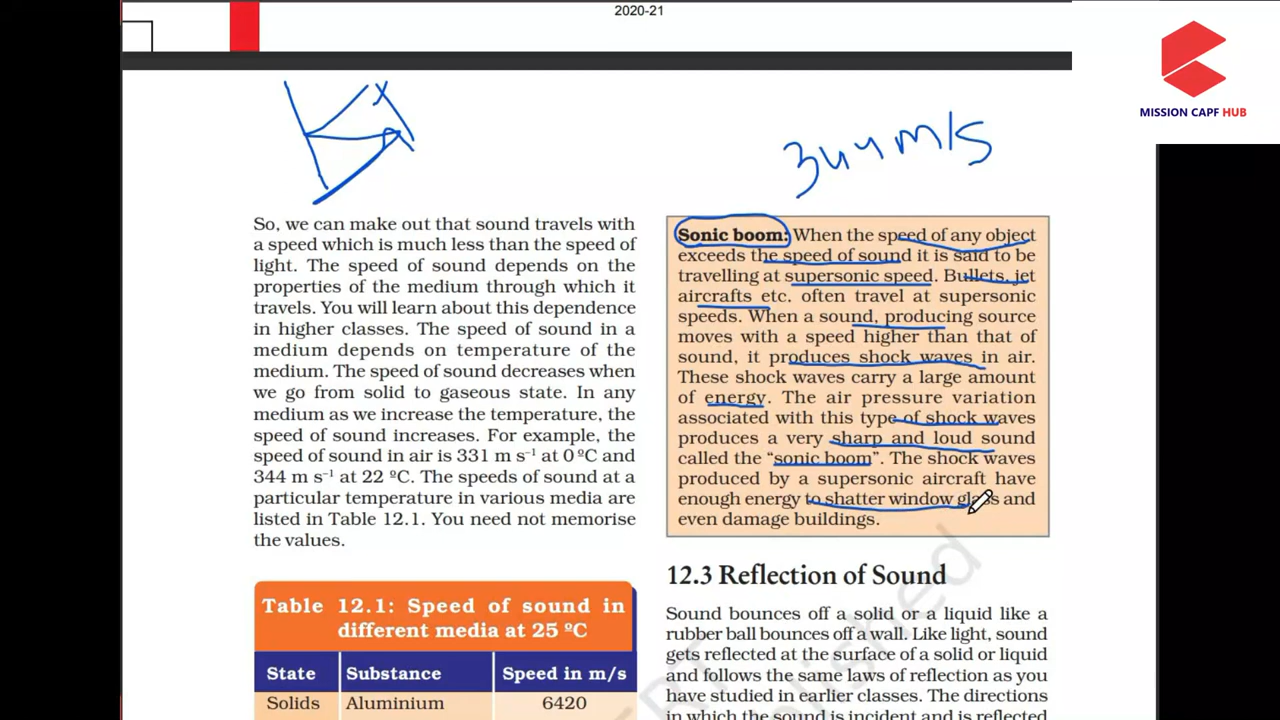 2020-21
MISSION CAPF HUB
344 m/s
So, we can make out that sound travels with
a speed which is much less than the speed of
light. The speed of sound depends on the
properties of the medium through which it
travels. You will learn about this dependence
in higher classes. The speed of sound in a
medium depends on temperature of the
medium. The speed of sound decreases when
we go from solid to gaseous state. In any
medium as we increase the temperature, the
speed of sound increases. For example, the
speed of sound in air is 331 m s⁻¹ at 0 ºC and
344 m s⁻¹ at 22 ºC. The speeds of sound at a
particular temperature in various media are
listed in Table 12.1. You need not memorise
the values.
Table 12.1: Speed of sound in
different media at 25 ºC
State Substance Speed in m/s
Solids Aluminium 6420
Sonic boom: When the speed of any object
exceeds the speed of sound it is said to be
travelling at supersonic speed. Bullets, jet
aircrafts etc. often travel at supersonic
speeds. When a sound, producing source
moves with a speed higher than that of
sound, it produces shock waves in air.
These shock waves carry a large amount
of energy. The air pressure variation
associated with this type of shock waves
produces a very sharp and loud sound
called the “sonic boom”. The shock waves
produced by a supersonic aircraft have
enough energy to shatter window glass and
even damage buildings.
12.3 Reflection of Sound
Sound bounces off a solid or a liquid like a
rubber ball bounces off a wall. Like light, sound
gets reflected at the surface of a solid or liquid
and follows the same laws of reflection as you
have studied in earlier classes. The directions
in which the sound is incident and is reflected